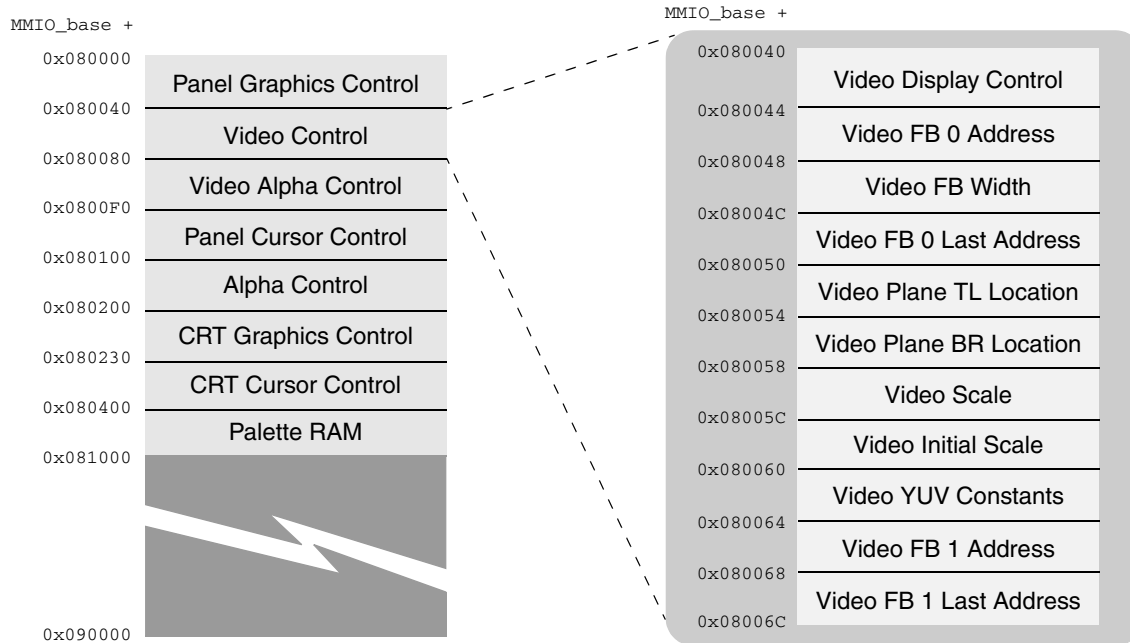 MMIO_base +
0x080000
Panel Graphics Control
0x080040
Video Control
0x080080
Video Alpha Control
0x0800F0
Panel Cursor Control
0x080100
Alpha Control
0x080200
CRT Graphics Control
0x080230
CRT Cursor Control
0x080400
Palette RAM
0x081000
0x090000
MMIO_base +
0x080040
Video Display Control
0x080044
Video FB 0 Address
0x080048
Video FB Width
0x08004C
Video FB 0 Last Address
0x080050
Video Plane TL Location
0x080054
Video Plane BR Location
0x080058
Video Scale
0x08005C
Video Initial Scale
0x080060
Video YUV Constants
0x080064
Video FB 1 Address
0x080068
Video FB 1 Last Address
0x08006C